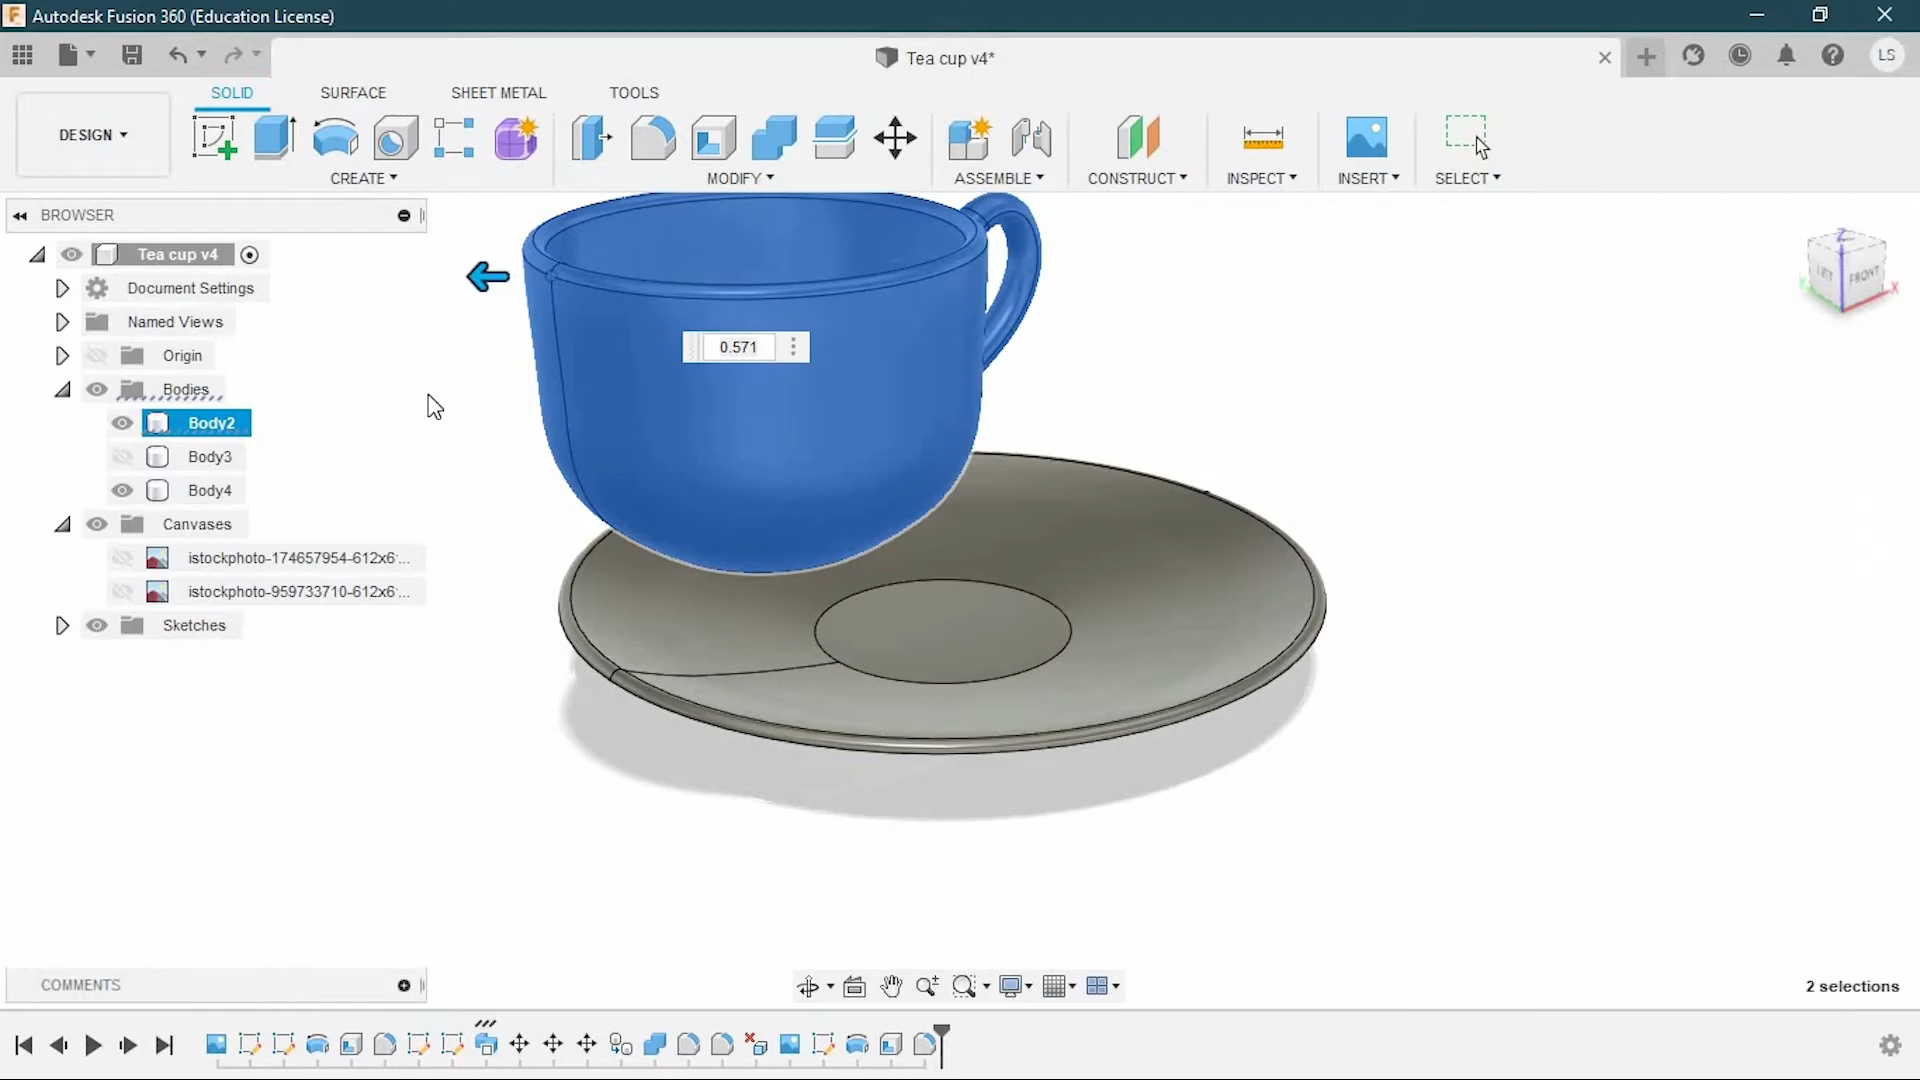 Autodesk Fusion 360 (Education License)
Tea cup v4*
LS
DESIGN
SOLID
SURFACE
SHEET METAL
TOOLS
CREATE
MODIFY
ASSEMBLE
CONSTRUCT
INSPECT
INSERT
SELECT
BROWSER
Tea cup v4
Document Settings
Named Views
Origin
Bodies
Body2
Body3
Body4
Canvases
istockphoto-174657954-612x6...
istockphoto-959733710-612x6...
Sketches
0.571
Z
LEFT
FRONT
X
Y
COMMENTS
2 selections